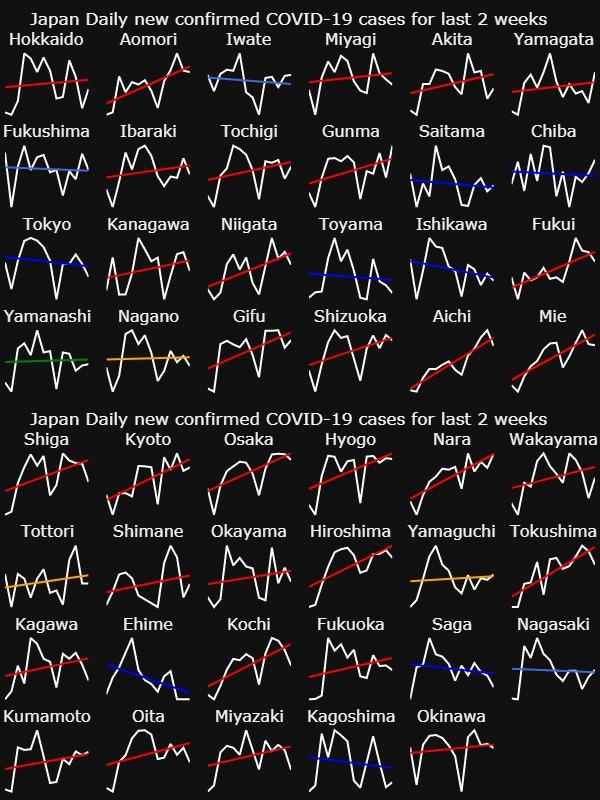 Japan Daily new confirmed COVID-19 cases for last 2 weeks
Hokkaido Aomori Iwate Miyagi Akita Yamagata
Fukushima Ibaraki Tochigi Gunma Saitama Chiba
Tokyo Kanagawa Niigata Toyama Ishikawa Fukui
Yamanashi Nagano Gifu Shizuoka Aichi Mie
Japan Daily new confirmed COVID-19 cases for last 2 weeks
Shiga Kyoto Osaka Hyogo Nara Wakayama
Tottori Shimane Okayama Hiroshima Yamaguchi Tokushima
Kagawa Ehime Kochi Fukuoka Saga Nagasaki
Kumamoto Oita Miyazaki Kagoshima Okinawa